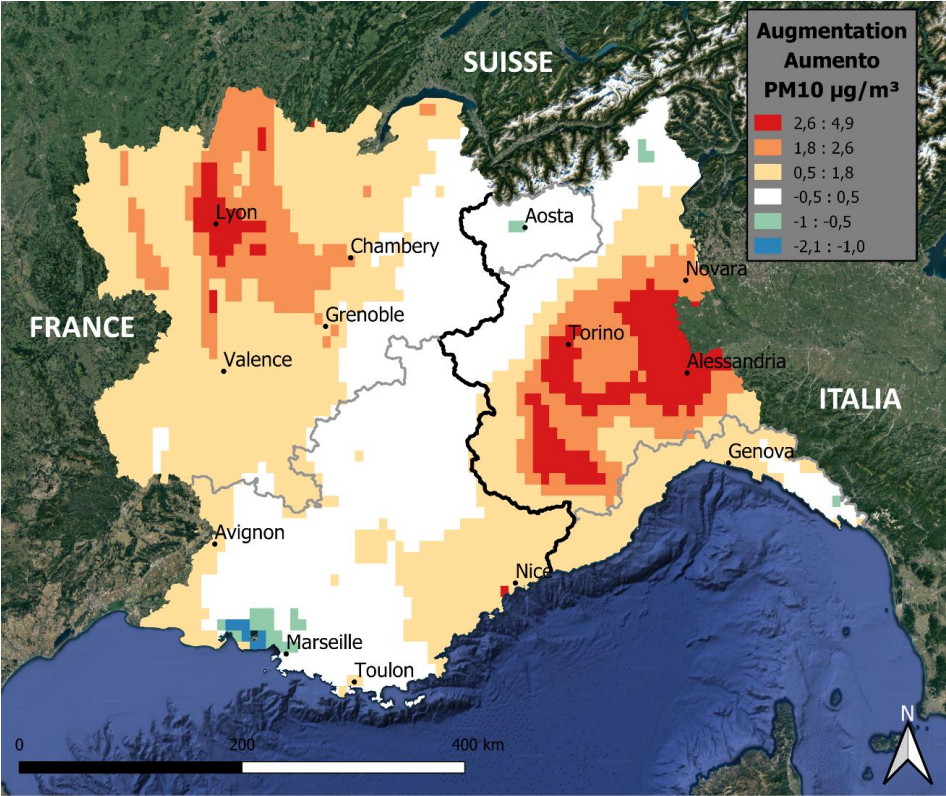 SUISSE
Augmentation
Aumento
PM10 µg/m³
2,6 : 4,9
1,8 : 2,6
0,5 : 1,8
-0,5 : 0,5
-1 : -0,5
-2,1 : -1,0
Lyon
Aosta
Chambery
Novara
FRANCE
Grenoble
Torino
Valence
Alessandria
ITALIA
Genova
Avignon
Nice
Marseille
Toulon
N
0 200 400 km